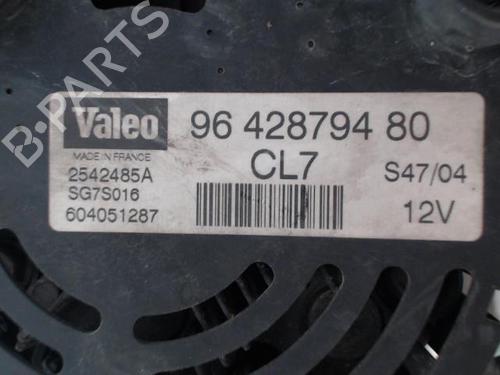 B-PARTS
Valeo
96 428794 80
MADE IN FRANCE
CL7
S47/04
2542485A
SG7S016
604051287
12V